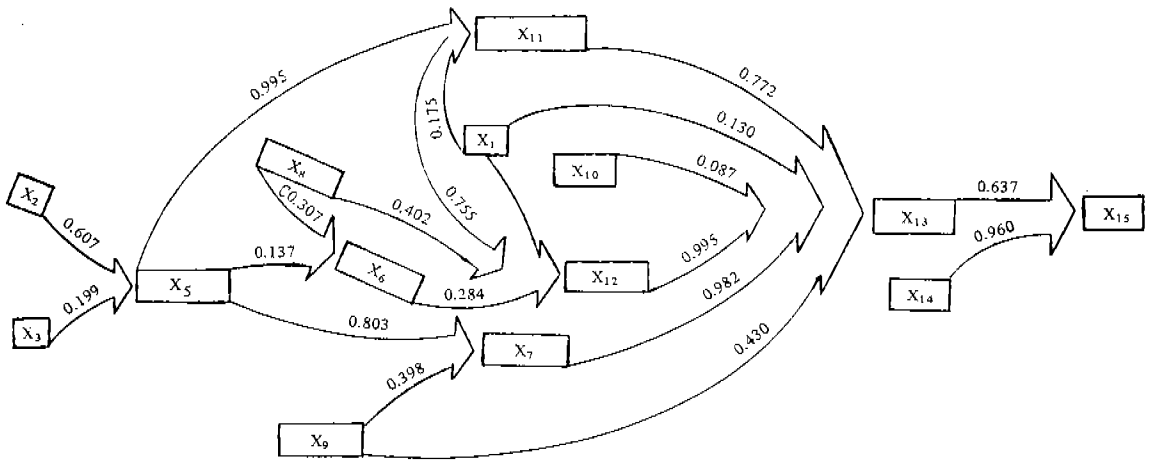 X₁₁
0.995
0.772
0.175
X₁
0.130
X₈
X₁₀
0.087
C0.307
0.402
0.755
X₂
0.607
X₁₃
0.637
X₁₅
0.960
0.137
X₆
X₅
0.284
X₁₂
0.995
0.982
X₁₄
0.199
X₃
0.803
X₇
0.430
0.398
X₉